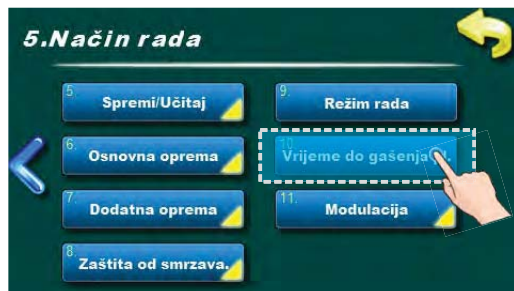 5.Način rada
5.
Spremi/Učitaj
9.
Režim rada
6.
Osnovna oprema
10.
Vrijeme do gašenja
7.
Dodatna oprema
11.
Modulacija
8.
Zaštita od smrzava.